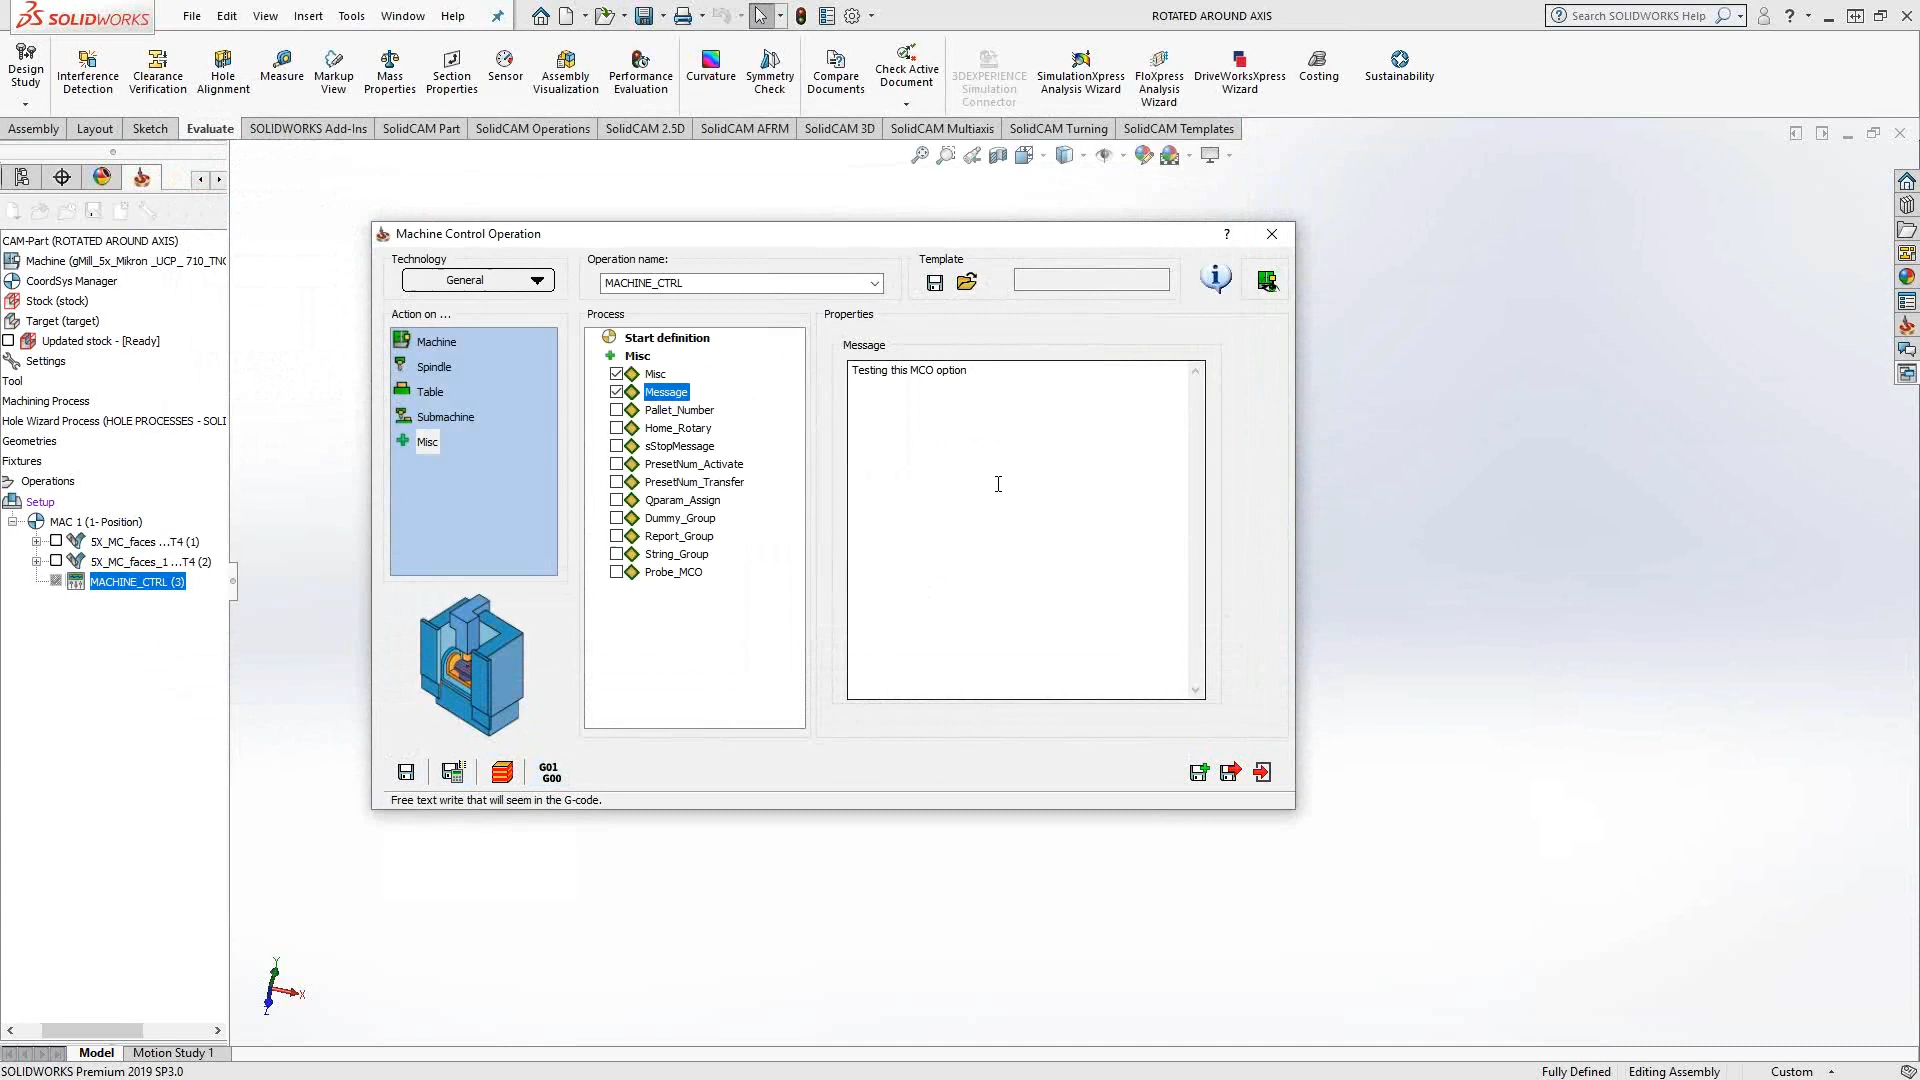 SOLIDWORKS
File Edit View Insert Tools Window Help
ROTATED AROUND AXIS
Search SOLIDWORKS Help
Design Study
Interference Detection
Clearance Verification
Hole Alignment
Measure
Markup View
Mass Properties
Section Properties
Sensor
Assembly Visualization
Performance Evaluation
Curvature
Symmetry Check
Compare Documents
Check Active Document
3DEXPERIENCE Simulation Connector
SimulationXpress Analysis Wizard
FloXpress Analysis Wizard
DriveWorksXpress Wizard
Costing
Sustainability
Assembly Layout Sketch Evaluate SOLIDWORKS Add-Ins SolidCAM Part SolidCAM Operations SolidCAM 2.5D SolidCAM AFRM SolidCAM 3D SolidCAM Multiaxis SolidCAM Turning SolidCAM Templates
CAM-Part (ROTATED AROUND AXIS)
Machine (gMill_5x_Mikron _UCP_ 710_TNC
CoordSys Manager
Stock (stock)
Target (target)
Updated stock - [Ready]
Settings
Tool
Machining Process
Hole Wizard Process (HOLE PROCESSES - SOLI
Geometries
Fixtures
Operations
Setup
MAC 1 (1- Position)
5X_MC_faces ...T4 (1)
5X_MC_faces_1 ...T4 (2)
MACHINE_CTRL (3)
Machine Control Operation
?
Technology
General
Operation name:
MACHINE_CTRL
Template
Action on ...
Machine
Spindle
Table
Submachine
Misc
Process
Start definition
Misc
Misc
Message
Pallet_Number
Home_Rotary
sStopMessage
PresetNum_Activate
PresetNum_Transfer
Qparam_Assign
Dummy_Group
Report_Group
String_Group
Probe_MCO
Properties
Message
Testing this MCO option
G01
G00
Free text write that will seem in the G-code.
Y
X
Z
Model Motion Study 1
SOLIDWORKS Premium 2019 SP3.0
Fully Defined Editing Assembly Custom